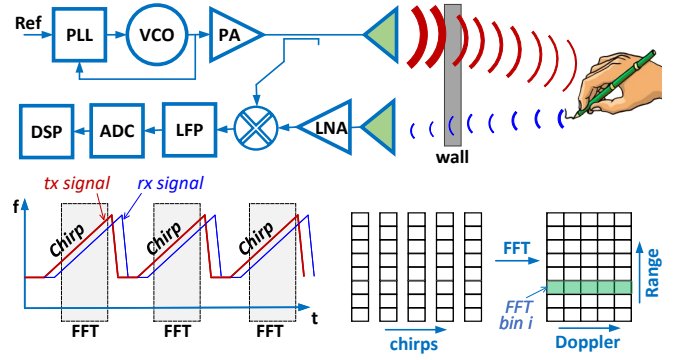 Ref
PLL
VCO
PA
DSP
ADC
LFP
LNA
wall
tx signal
rx signal
f
Chirp
Chirp
Chirp
t
FFT
FFT
FFT
chirps
FFT
FFT
bin i
Range
Doppler